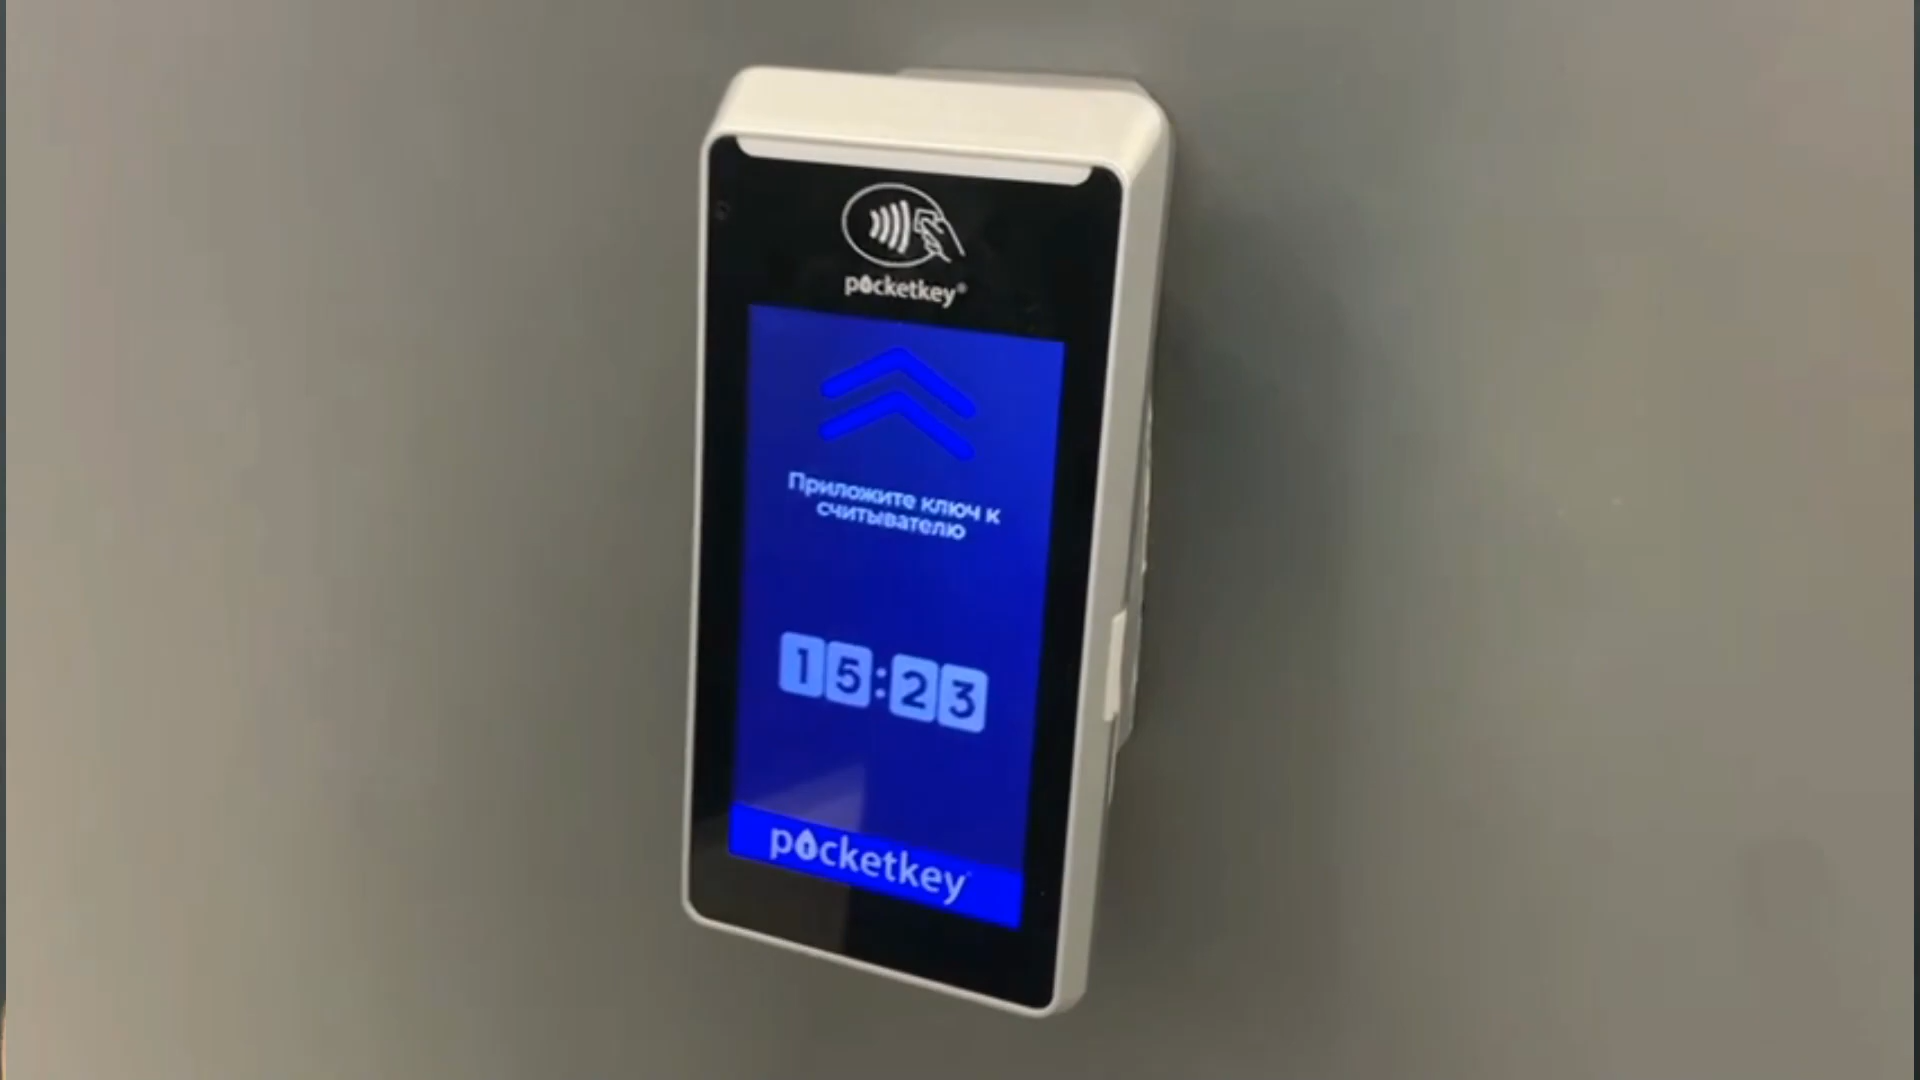 pocketkey®
Приложите ключ к
считывателю
15:23
pocketkey